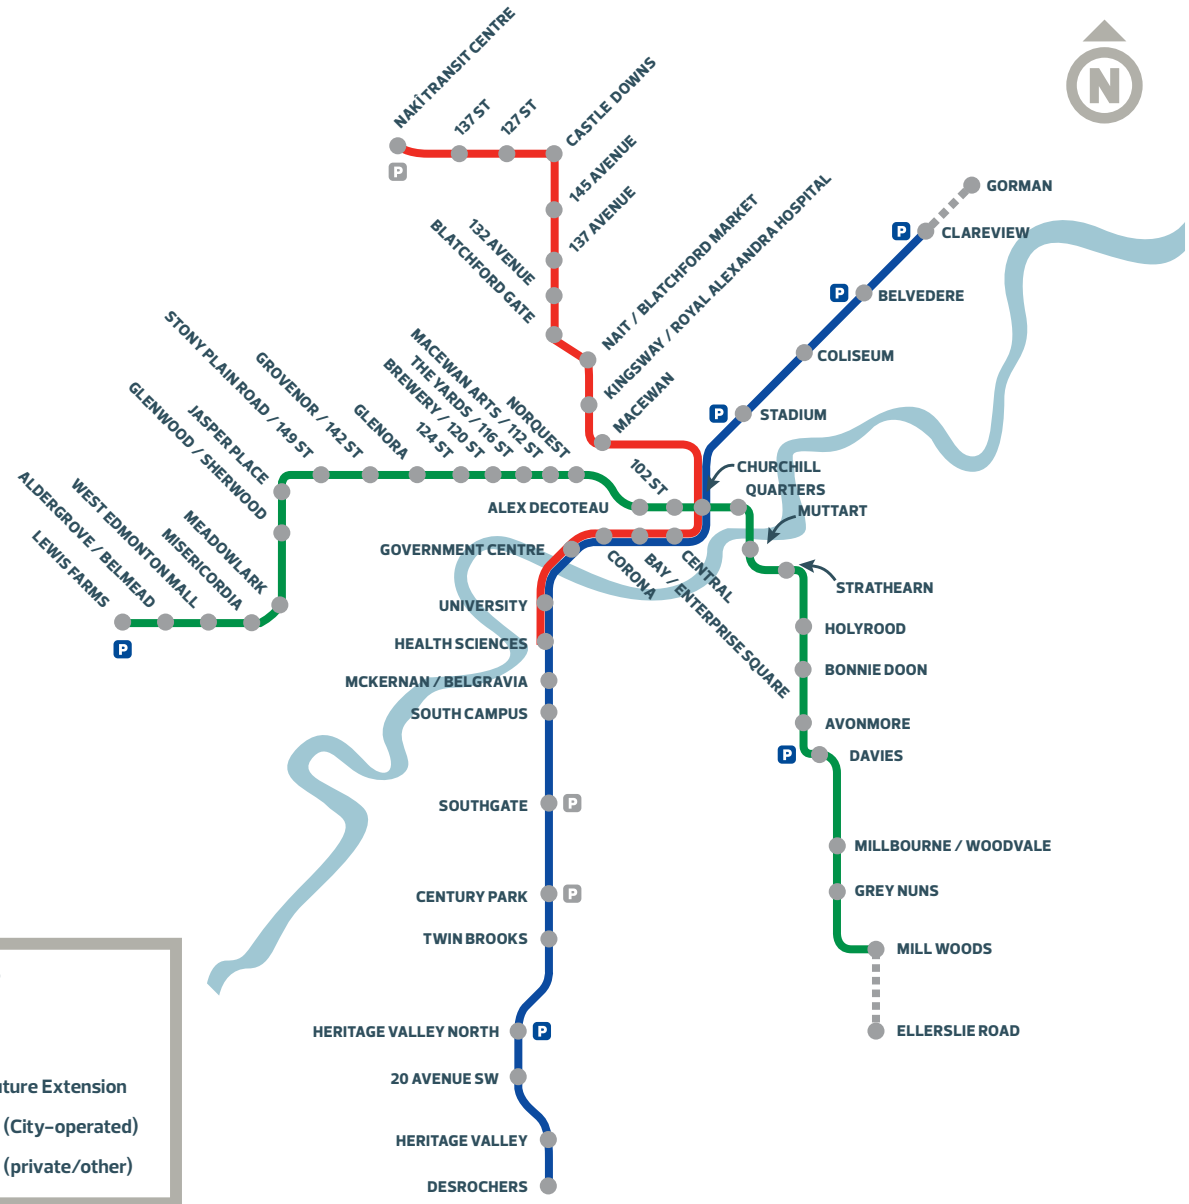 NAKÎ TRANSIT CENTRE
P
137 ST
127 ST
CASTLE DOWNS
145 AVENUE
137 AVENUE
132 AVENUE
BLATCHFORD GATE
NAIT / BLATCHFORD MARKET
KINGSWAY / ROYAL ALEXANDRA HOSPITAL
MACEWAN
N
GORMAN
P
CLAREVIEW
P
BELVEDERE
COLISEUM
P
STADIUM
CHURCHILL
QUARTERS
MUTTART
STRATHEARN
HOLYROOD
BONNIE DOON
AVONMORE
P
DAVIES
MILLBOURNE / WOODVALE
GREY NUNS
MILL WOODS
ELLERSLIE ROAD
STONY PLAIN ROAD / 149 ST
GROVENOR / 142 ST
GLENORA
124 ST
BREWERY / 120 ST
THE YARDS / 116 ST
MACEWAN ARTS / 112 ST
NORQUEST
102 ST
ALEX DECOTEAU
JASPER PLACE
GLENWOOD / SHERWOOD
MEADOWLARK
MISERICORDIA
WEST EDMONTON MALL
ALDERGROVE / BELMEAD
LEWIS FARMS
P
GOVERNMENT CENTRE
CORONA
BAY / ENTERPRISE SQUARE
CENTRAL
UNIVERSITY
HEALTH SCIENCES
MCKERNAN / BELGRAVIA
SOUTH CAMPUS
SOUTHGATE
P
CENTURY PARK
P
TWIN BROOKS
HERITAGE VALLEY NORTH
P
20 AVENUE SW
HERITAGE VALLEY
DESROCHERS
Extension
(City-operated)
(private/other)